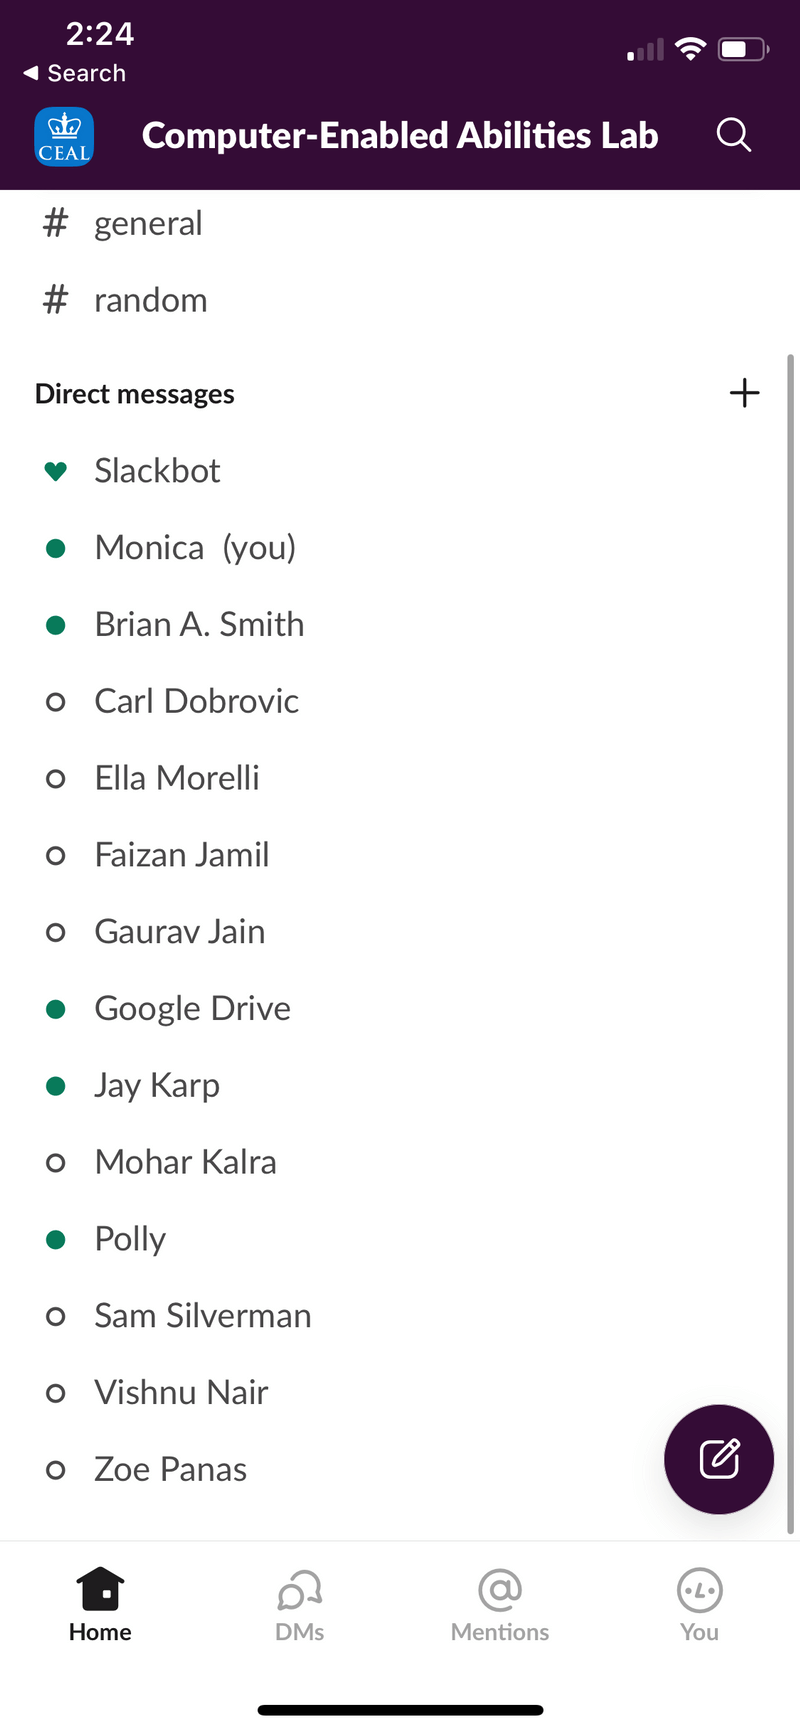 2:24
Search
CEAL
Computer-Enabled Abilities Lab
# general
# random
Direct messages
Slackbot
Monica (you)
Brian A. Smith
Carl Dobrovic
Ella Morelli
Faizan Jamil
Gaurav Jain
Google Drive
Jay Karp
Mohar Kalra
Polly
Sam Silverman
Vishnu Nair
Zoe Panas
Home
DMs
Mentions
You